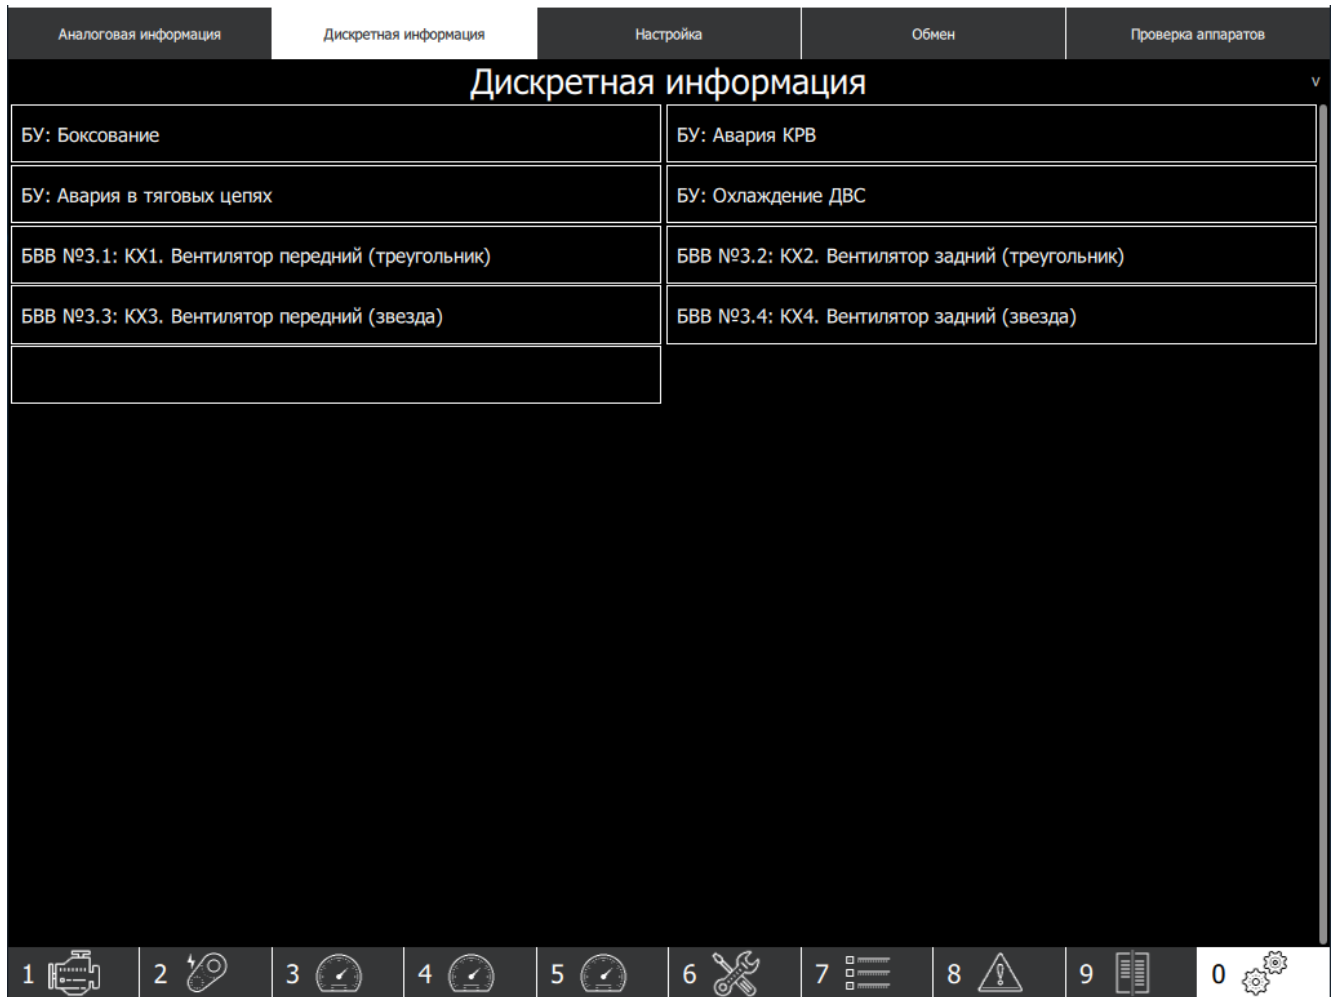 Аналоговая информация
Дискретная информация
Настройка
Обмен
Проверка аппаратов
Дискретная информация
v
БУ: Боксование
БУ: Авария КРВ
БУ: Авария в тяговых цепях
БУ: Охлаждение ДВС
БВВ №3.1: КХ1. Вентилятор передний (треугольник)
БВВ №3.2: КХ2. Вентилятор задний (треугольник)
БВВ №3.3: КХ3. Вентилятор передний (звезда)
БВВ №3.4: КХ4. Вентилятор задний (звезда)
1
2
3
4
5
6
7
8
9
0